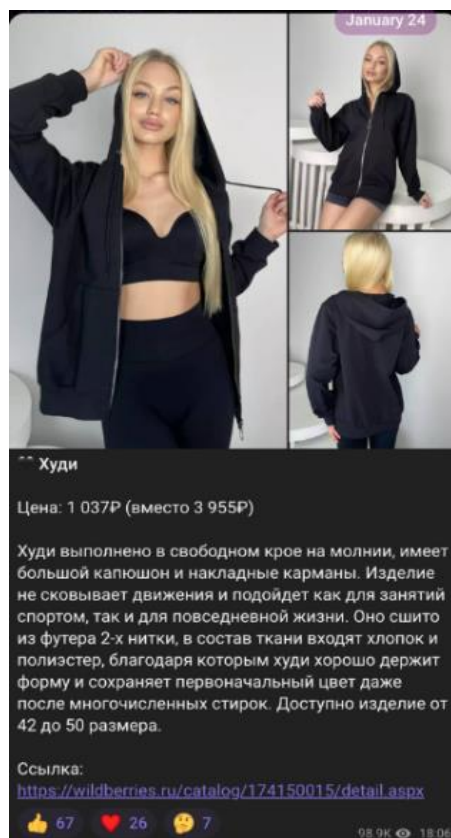 January 24
Худи
Цена: 1 037₽ (вместо 3 955₽)
Худи выполнено в свободном крое на молнии, имеет
большой капюшон и накладные карманы. Изделие
не сковывает движения и подойдет как для занятий
спортом, так и для повседневной жизни. Оно сшито
из футера 2-х нитки, в состав ткани входят хлопок и
полиэстер, благодаря которым худи хорошо держит
форму и сохраняет первоначальный цвет даже
после многочисленных стирок. Доступно изделие от
42 до 50 размера.
Ссылка:
https://wildberries.ru/catalog/174150015/detail.aspx
67 26 7
98.9K 18:06